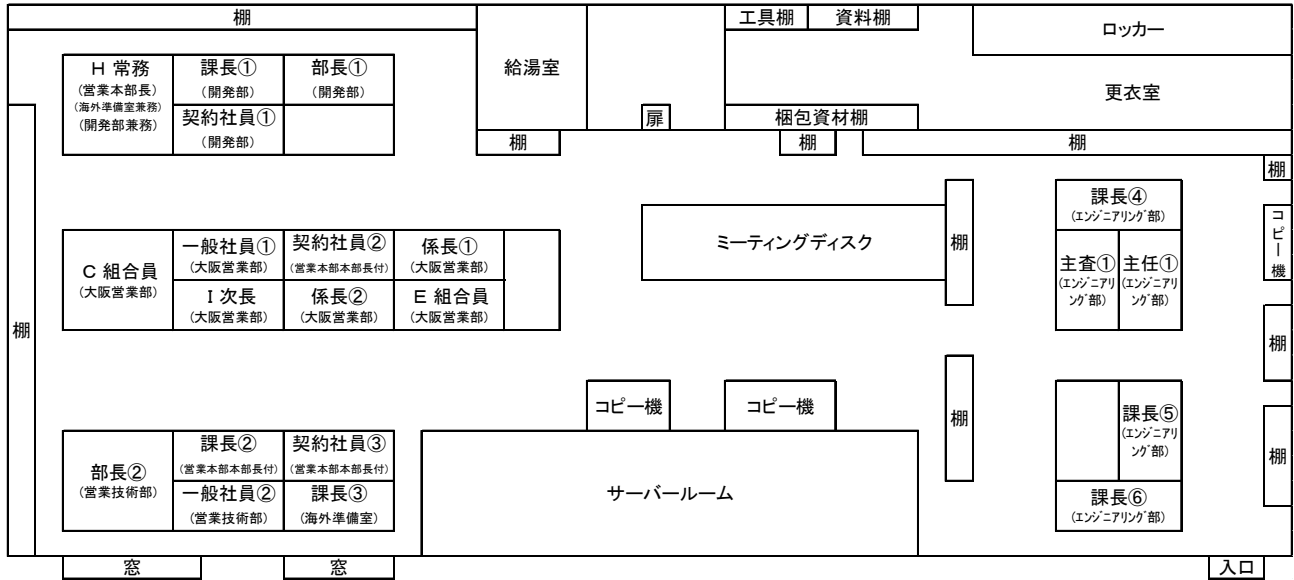 棚
工具棚
資料棚
ロッカー
給湯室
更衣室
H 常務
(営業本部長)
(海外準備室兼務)
(開発部兼務)
課長①
(開発部)
部長①
(開発部)
契約社員①
(開発部)
扉
梱包資材棚
棚
棚
棚
棚
棚
C 組合員
(大阪営業部)
一般社員①
(大阪営業部)
契約社員②
(営業本部本部長付)
係長①
(大阪営業部)
I 次長
(大阪営業部)
係長②
(大阪営業部)
E 組合員
(大阪営業部)
ミーティングディスク
棚
課長④
(エンジニアリング部)
主査①
(エンジニアリ
ング部)
主任①
(エンジニアリ
ング部)
コピー機
棚
コピー機
コピー機
棚
課長⑤
(エンジニアリ
ング部)
課長⑥
(エンジニアリング部)
棚
部長②
(営業技術部)
課長②
(営業本部本部長付)
契約社員③
(営業本部本部長付)
一般社員②
(営業技術部)
課長③
(海外準備室)
サーバールーム
窓
窓
入口